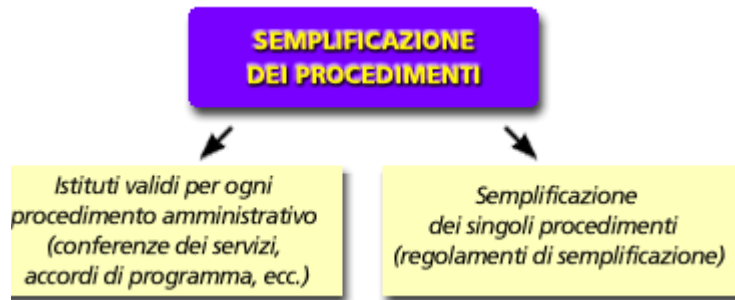 SEMPLIFICAZIONE
DEI PROCEDIMENTI
Istituti validi per ogni
procedimento amministrativo
(conferenze dei servizi,
accordi di programma, ecc.)
Semplificazione
dei singoli procedimenti
(regolamenti di semplificazione)